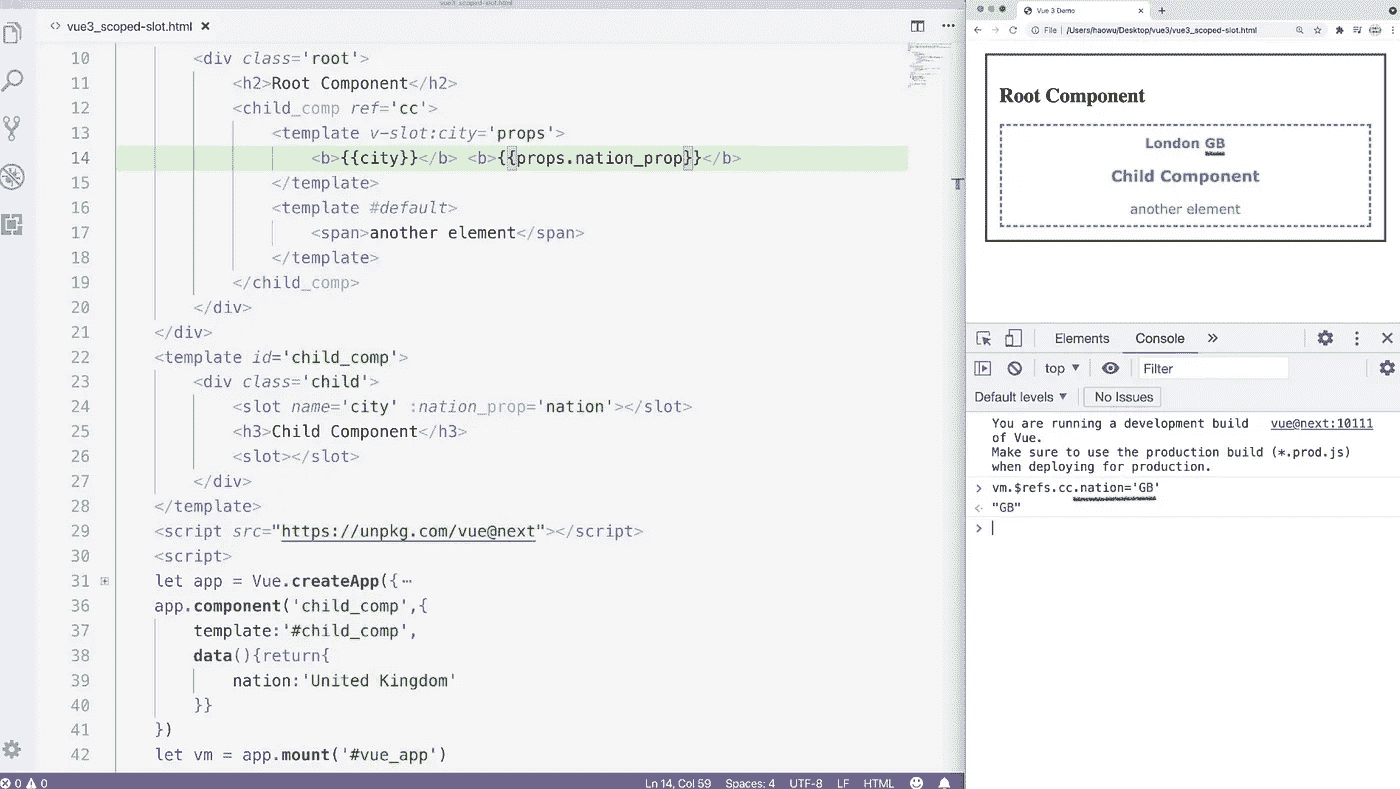 vue3_scoped-slot.html
<> vue3_scoped-slot.html ×
10 <div class='root'>
11 <h2>Root Component</h2>
12 <child_comp ref='cc'>
13 <template v-slot:city='props'>
14 <b>{{city}}</b> <b>{{props.nation_prop}}</b>
15 </template>
16 <template #default>
17 <span>another element</span>
18 </template>
19 </child_comp>
20 </div>
21 </div>
22 <template id='child_comp'>
23 <div class='child'>
24 <slot name='city' :nation_prop='nation'></slot>
25 <h3>Child Component</h3>
26 <slot></slot>
27 </div>
28 </template>
29 <script src="https://unpkg.com/vue@next"></script>
30 <script>
31 let app = Vue.createApp({⋯
36 app.component('child_comp',{
37 template:'#child_comp',
38 data(){return{
39 nation:'United Kingdom'
40 }}
41 })
42 let vm = app.mount('#vue_app')
0 0 Ln 14, Col 59 Spaces: 4 UTF-8 LF HTML
Vue 3 Demo
File | /Users/haowu/Desktop/vue3/vue3_scoped-slot.html
Root Component
London GB
Child Component
another element
Elements Console »
top ▼ Filter
Default levels ▼ No Issues
You are running a development build vue@next:10111
of Vue.
Make sure to use the production build (*.prod.js)
when deploying for production.
> vm.$refs.cc.nation='GB'
"GB"
>